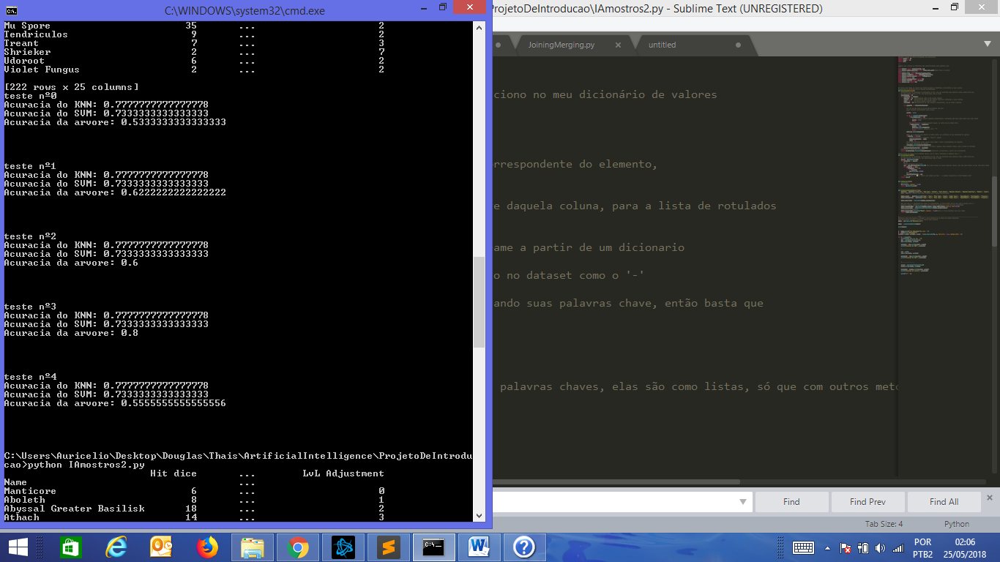 C:\WINDOWS\system32\cmd.exe
Mu Spore 35 ... 2
Tendriculos 9 ... 2
Treant 7 ... 3
Shrieker 2 ... 7
Udoroot 6 ... 2
Violet Fungus 2 ... 2
[222 rows x 25 columns]
teste nº0
Acuracia do KNN: 0.7777777777777778
Acuracia do SVM: 0.7333333333333333
Acuracia da arvore: 0.5333333333333333
teste nº1
Acuracia do KNN: 0.7777777777777778
Acuracia do SVM: 0.7333333333333333
Acuracia da arvore: 0.6222222222222222
teste nº2
Acuracia do KNN: 0.7777777777777778
Acuracia do SVM: 0.7333333333333333
Acuracia da arvore: 0.6
teste nº3
Acuracia do KNN: 0.7777777777777778
Acuracia do SVM: 0.7333333333333333
Acuracia da arvore: 0.8
teste nº4
Acuracia do KNN: 0.7777777777777778
Acuracia do SVM: 0.7333333333333333
Acuracia da arvore: 0.5555555555555556
C:\Users\Auricelio\Desktop\Douglas\Thais\ArtificialIntelligence\ProjetoDeIntrodu
cao>python IAmostros2.py
Hit dice ... LvL Adjustment
Name ...
Manticore 6 ... 0
Aboleth 8 ... 1
Abyssal Greater Basilisk 18 ... 2
Athach 14 ... 3
ProjetoDeIntroducao\IAmostros2.py - Sublime Text (UNREGISTERED)
JoiningMerging.py
untitled
ciono no meu dicionário de valores
rrespondente do elemento,
e daquela coluna, para a lista de rotulados
ame a partir de um dicionario
o no dataset como o '-'
ando suas palavras chave, então basta que
palavras chaves, elas são como listas, só que com outros meto
Find
Find Prev
Find All
Tab Size: 4
Python
POR
PTB2
02:06
25/05/2018